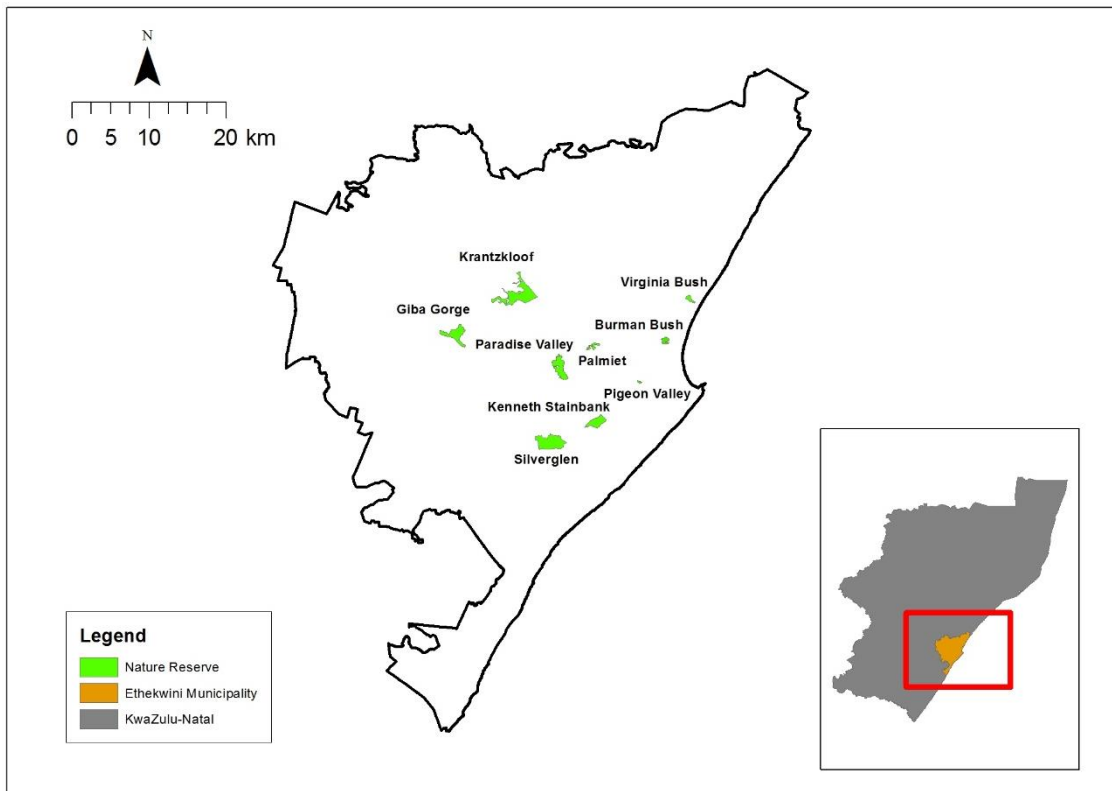 N
0 5 10 20 km
Krantzkloof
Virginia Bush
Giba Gorge
Burman Bush
Paradise Valley
Palmiet
Pigeon Valley
Kenneth Stainbank
Silverglen
Legend
Nature Reserve
Ethekwini Municipality
KwaZulu-Natal